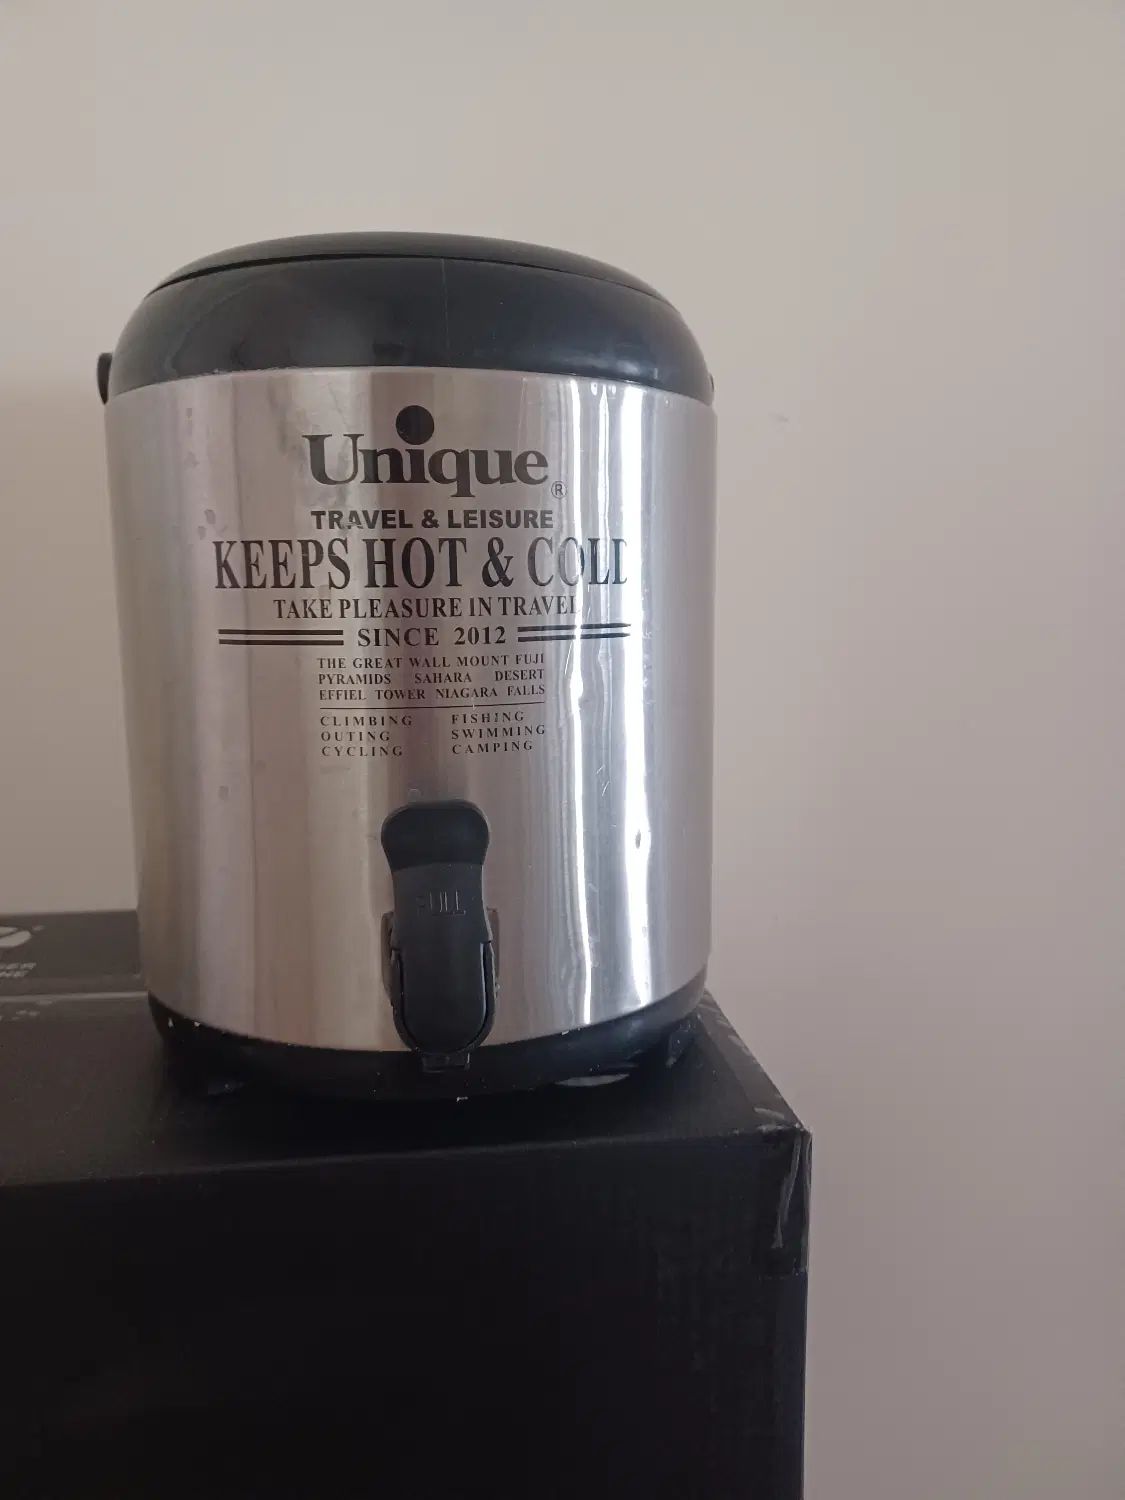 Unique®
TRAVEL & LEISURE
KEEPS HOT & COLD
TAKE PLEASURE IN TRAVEL
SINCE 2012
THE GREAT WALL MOUNT FUJI
PYRAMIDS SAHARA DESERT
EFFIEL TOWER NIAGARA FALLS
CLIMBING FISHING
OUTING SWIMMING
CYCLING CAMPING